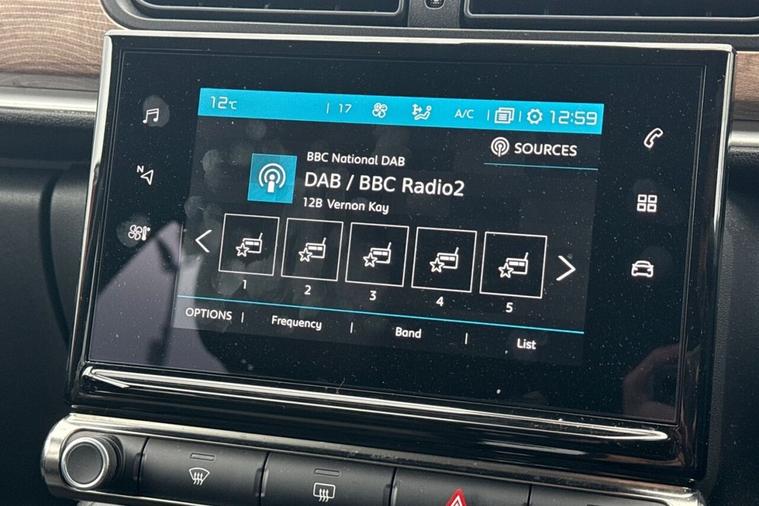 12°C | 17 A/C | | 12:59
SOURCES
BBC National DAB
DAB / BBC Radio2
12B Vernon Kay
1 2 3 4 5
OPTIONS | Frequency | Band | List
N